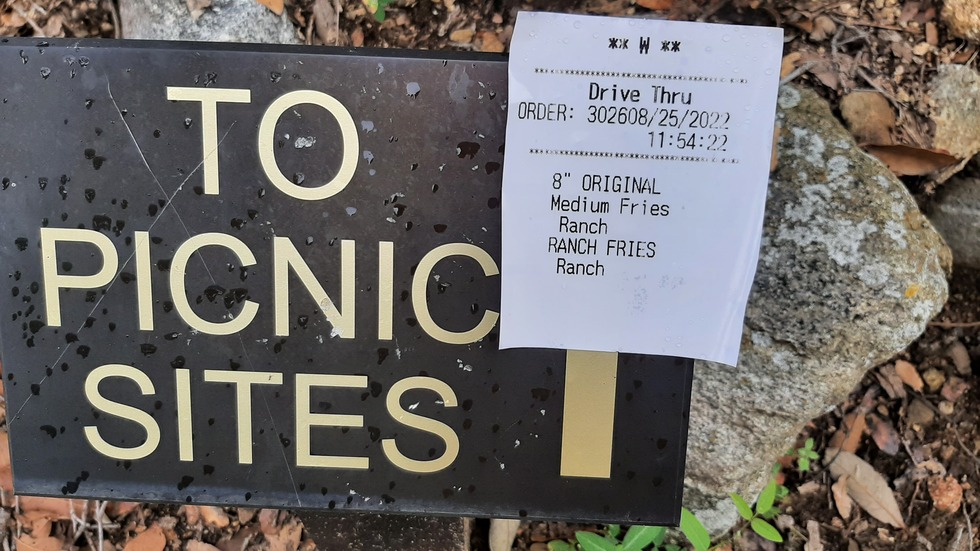 TO
PICNIC
SITES
** W **
Drive Thru
ORDER: 302608/25/2022
11:54:22
8" ORIGINAL
Medium Fries
Ranch
RANCH FRIES
Ranch